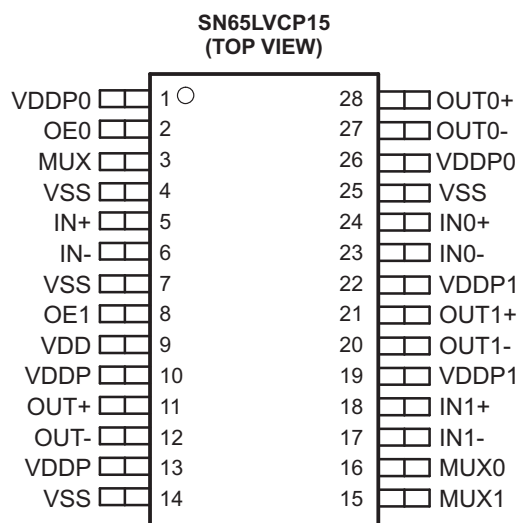 SN65LVCP15
(TOP VIEW)
VDDP0 1 28 OUT0+
OE0 2 27 OUT0-
MUX 3 26 VDDP0
VSS 4 25 VSS
IN+ 5 24 IN0+
IN- 6 23 IN0-
VSS 7 22 VDDP1
OE1 8 21 OUT1+
VDD 9 20 OUT1-
VDDP 10 19 VDDP1
OUT+ 11 18 IN1+
OUT- 12 17 IN1-
VDDP 13 16 MUX0
VSS 14 15 MUX1